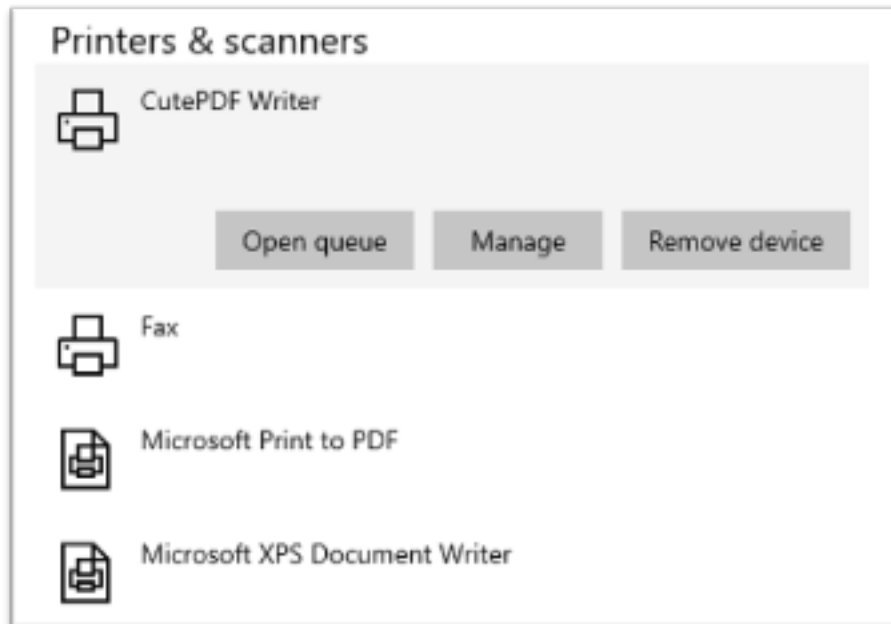 Printers & scanners
CutePDF Writer
Open queue Manage Remove device
Fax
Microsoft Print to PDF
Microsoft XPS Document Writer